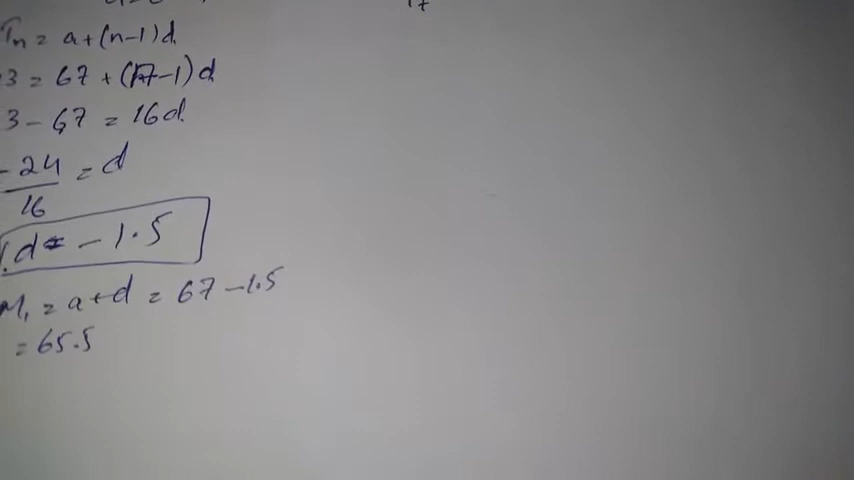 17
Tn = a+(n-1)d
3 = 67 + (17-1)d
3 - 67 = 16d
-24/16 = d
d = -1.5
M1 = a+d = 67 -1.5
= 65.5